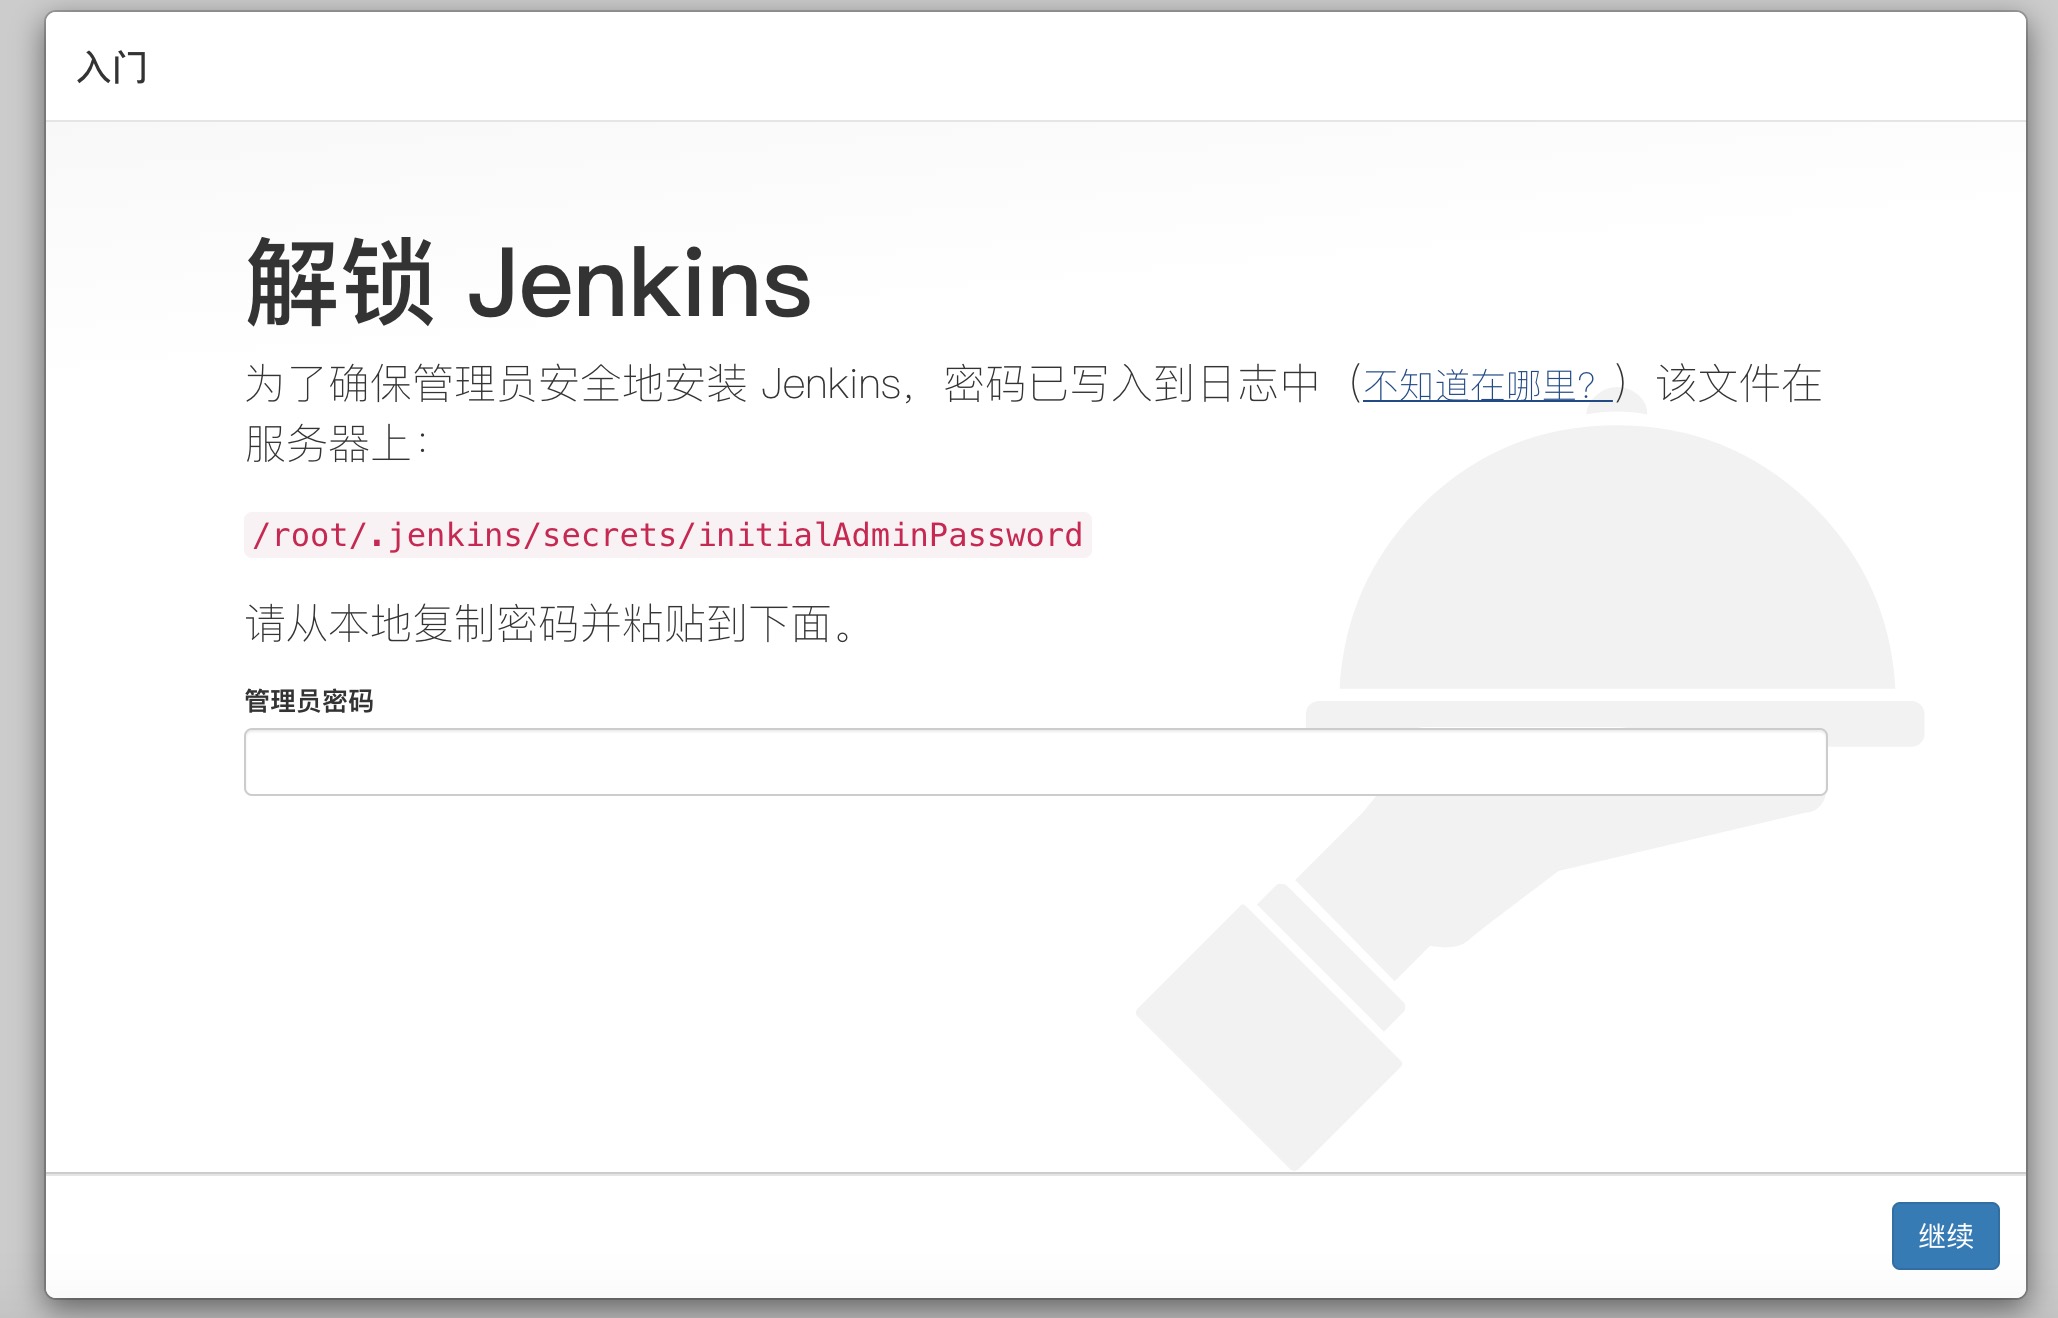 入门
解锁 Jenkins
为了确保管理员安全地安装 Jenkins，密码已写入到日志中（不知道在哪里？）该文件在
服务器上：
/root/.jenkins/secrets/initialAdminPassword
请从本地复制密码并粘贴到下面。
管理员密码
继续